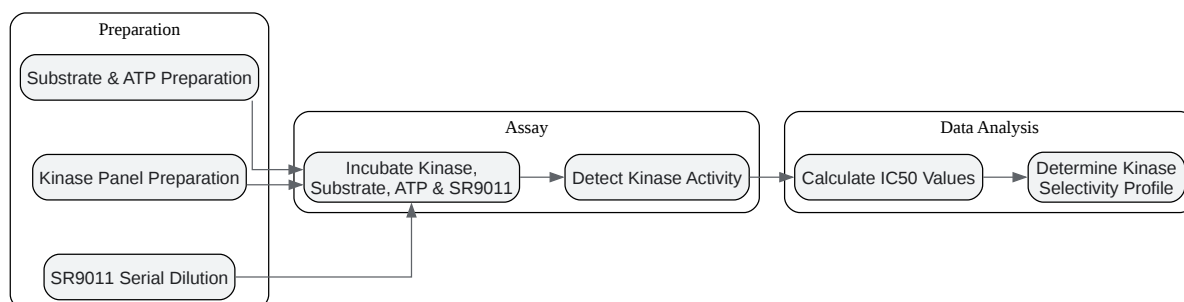 Preparation
Substrate & ATP Preparation
Kinase Panel Preparation
SR9011 Serial Dilution
Assay
Incubate Kinase,
Substrate, ATP & SR9011
Detect Kinase Activity
Data Analysis
Calculate IC50 Values
Determine Kinase
Selectivity Profile